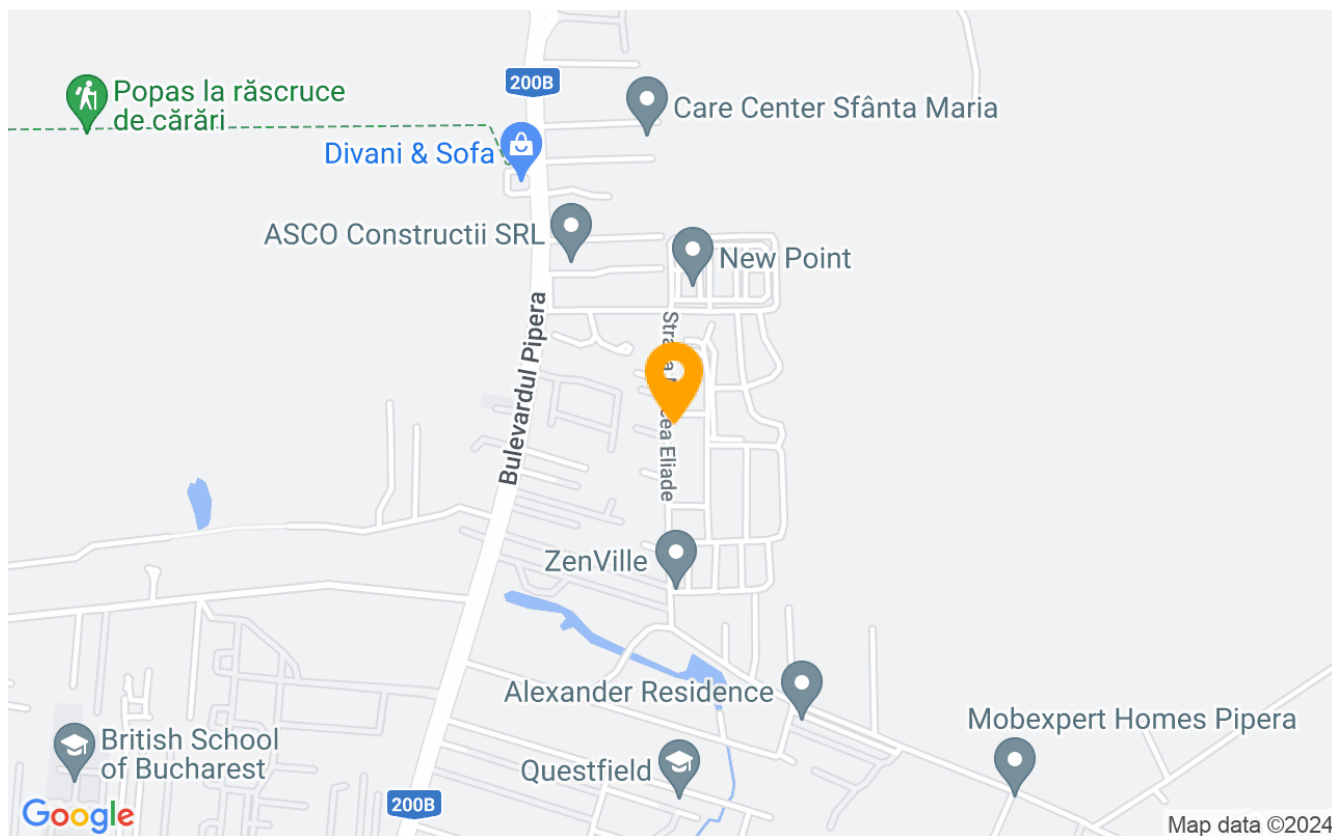 200B
Popas la răscruce
de cărări
Care Center Sfânta Maria
Divani & Sofa
ASCO Constructii SRL
New Point
Bulevardul Pipera
Eliade
ZenVille
Alexander Residence
Mobexpert Homes Pipera
British School
of Bucharest
Questfield
200B
Google
Map data ©2024